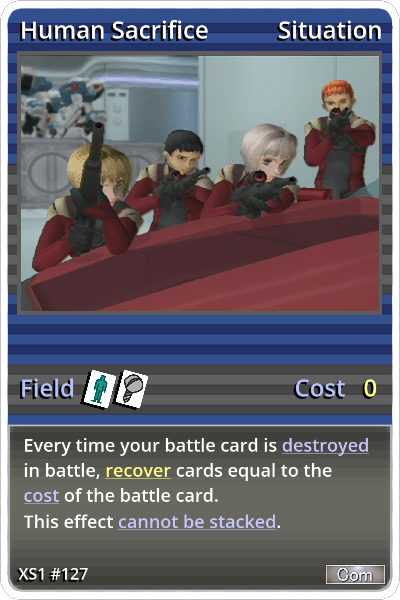 Human Sacrifice Situation
Field Cost 0
Every time your battle card is destroyed
in battle, recover cards equal to the
cost of the battle card.
This effect cannot be stacked.
XS1 #127 Com